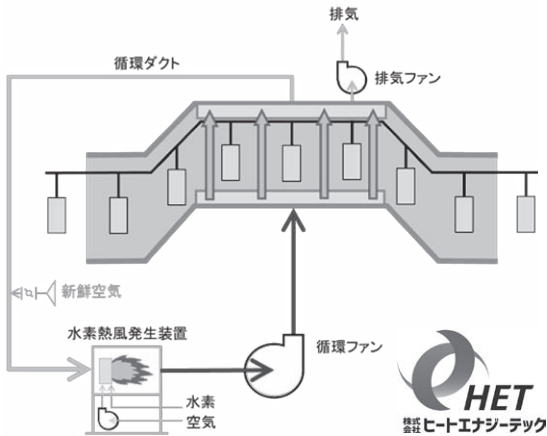 排気
循環ダクト
排気ファン
新鮮空気
水素熱風発生装置
循環ファン
水素
空気
HET
株式会社ヒートエナジーテック